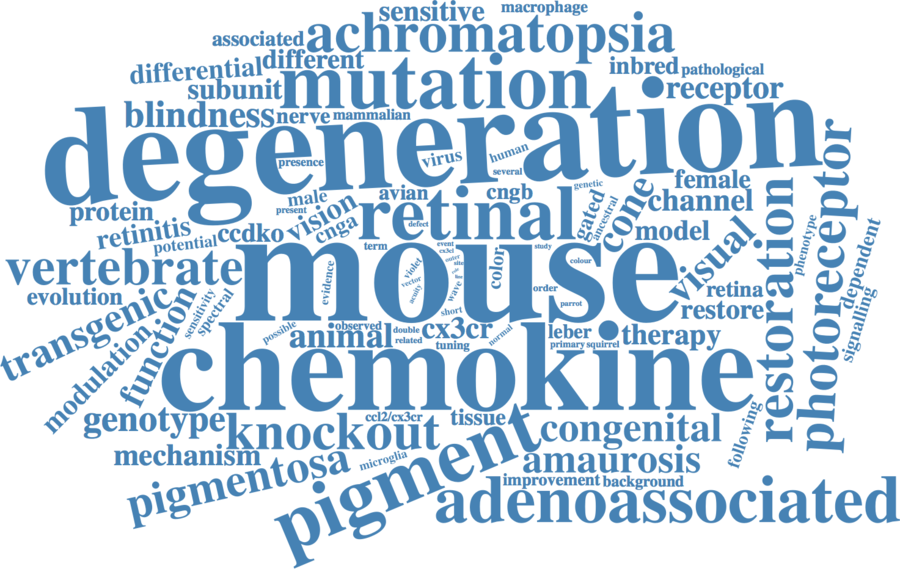 macrophage
sensitive
associated
achromatopsia
differential
different
inbred
pathological
subunit
mutation
receptor
blindness
nerve
mammalian
degeneration
presence
virus
human
several
photoreceptor
genetic
female
male
avian
cngb
protein
present
vision
retinal
gated
ancestral
cone
channel
defect
retinitis
potential
ccdko
cnga
model
visual
restoration
phenotype
dependent
term
event
cx3cl
outer
study
vertebrate
mouse
evidence
violet
site
color
colour
vector
wave
acuity
order
retina
evolution
sensitivity
spectral
parrot
restore
signalling
transgenic
function
short
possible
observed
double
cx3cr
normal
leber
therapy
animal
related
tuning
primary
squirrel
modulation
chemokine
genotype
knockout
ccl2/cx3cr
tissue
congenital
following
mechanism
microglia
pigment
amaurosis
pigmentosa
improvement
background
adenoassociated